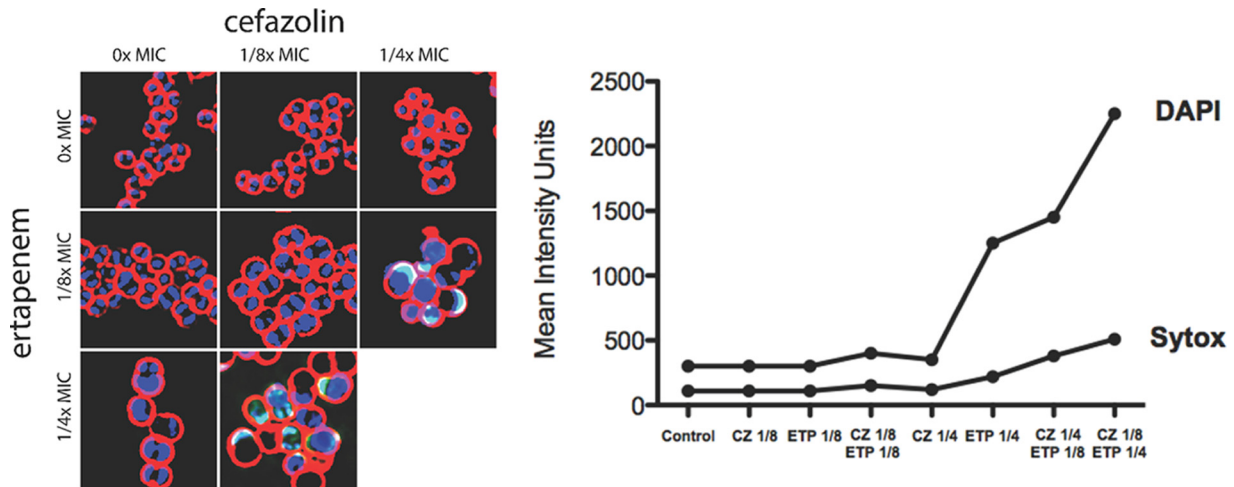 cefazolin
0x MIC 1/8x MIC 1/4x MIC
ertapenem
0x MIC
1/8x MIC
1/4x MIC
Mean Intensity Units
2500
2000
1500
1000
500
0
DAPI
Sytox
Control
CZ 1/8
ETP 1/8
CZ 1/8
ETP 1/8
CZ 1/4
ETP 1/4
CZ 1/4
ETP 1/8
CZ 1/8
ETP 1/4